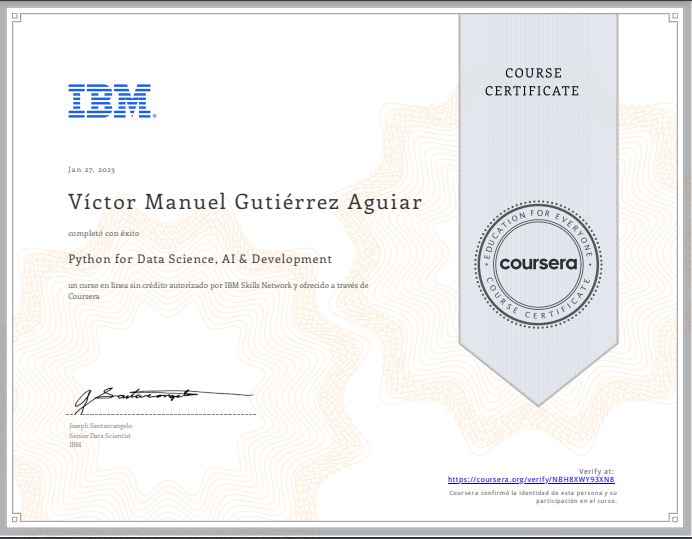 COURSE
CERTIFICATE
IBM®
Jan 27, 2023
Víctor Manuel Gutiérrez Aguiar
completó con éxito
Python for Data Science, AI & Development
un curso en línea sin crédito autorizado por IBM Skills Network y ofrecido a través de
Coursera
EDUCATION FOR EVERYONE
coursera
COURSE CERTIFICATE
Joseph Santarcangelo
Senior Data Scientist
IBM
Verify at:
https://coursera.org/verify/NBH8XWY93XN8
Coursera confirmó la identidad de esta persona y su
participación en el curso.